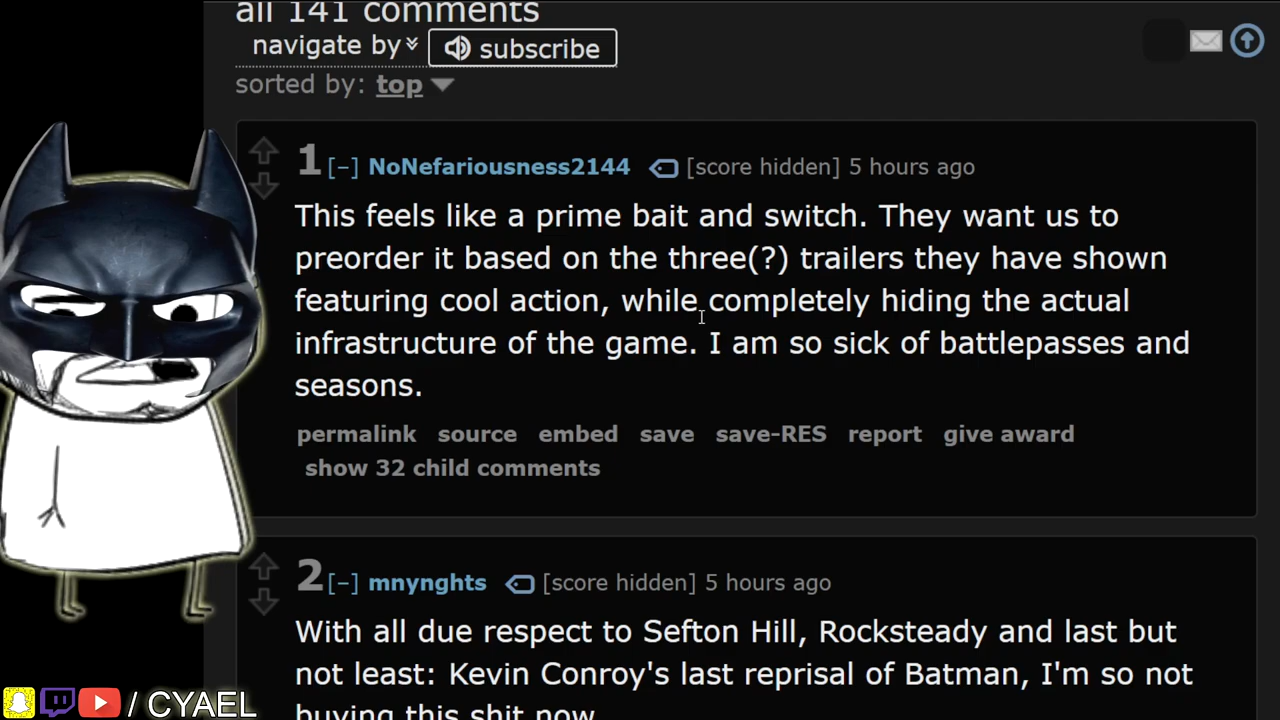 all 141 comments
navigate by subscribe
sorted by: top
1 [–] NoNefariousness2144 [score hidden] 5 hours ago
This feels like a prime bait and switch. They want us to
preorder it based on the three(?) trailers they have shown
featuring cool action, while completely hiding the actual
infrastructure of the game. I am so sick of battlepasses and
seasons.
permalink source embed save save-RES report give award
show 32 child comments
2 [–] mnynghts [score hidden] 5 hours ago
With all due respect to Sefton Hill, Rocksteady and last but
not least: Kevin Conroy's last reprisal of Batman, I'm so not
buying this shit now.
/ CYAEL